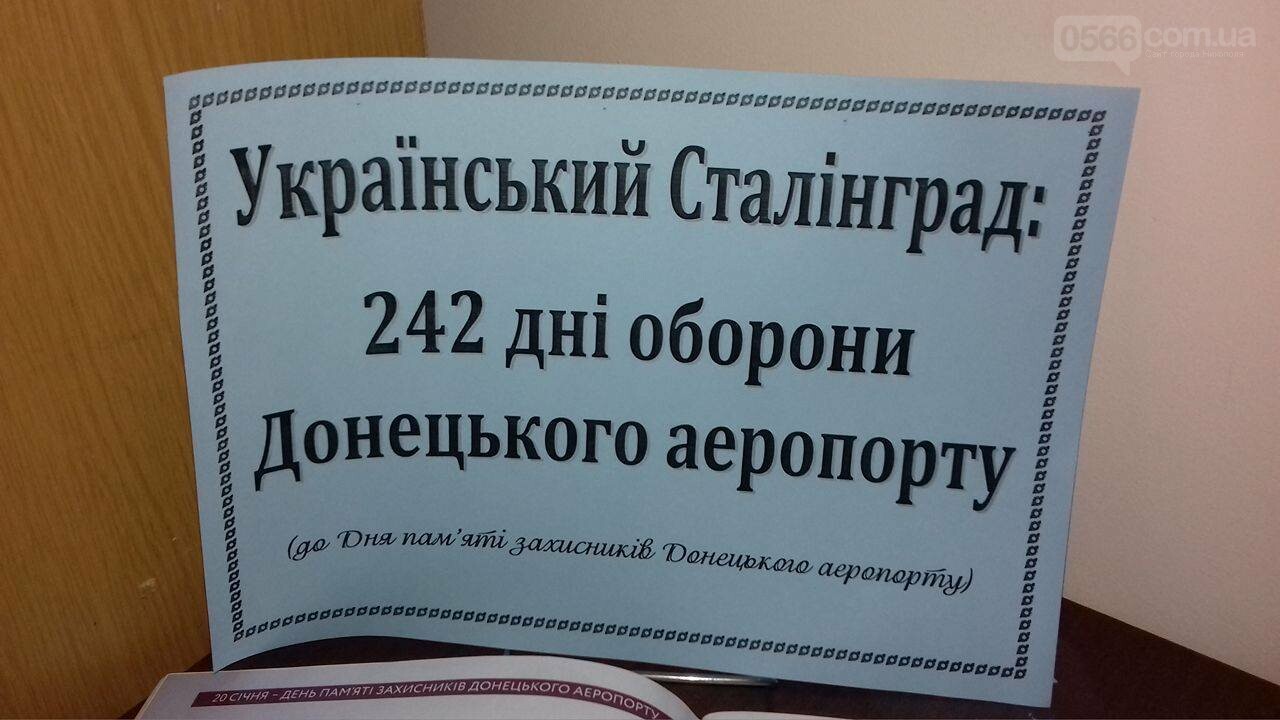 0566.com.ua
Український Сталінград:
242 дні оборони
Донецького аеропорту
(до Дня пам'яті захисників Донецького аеропорту)
20 СІЧНЯ – ДЕНЬ ПАМ'ЯТІ ЗАХИСНИКІВ ДОНЕЦЬКОГО АЕРОПОРТУ